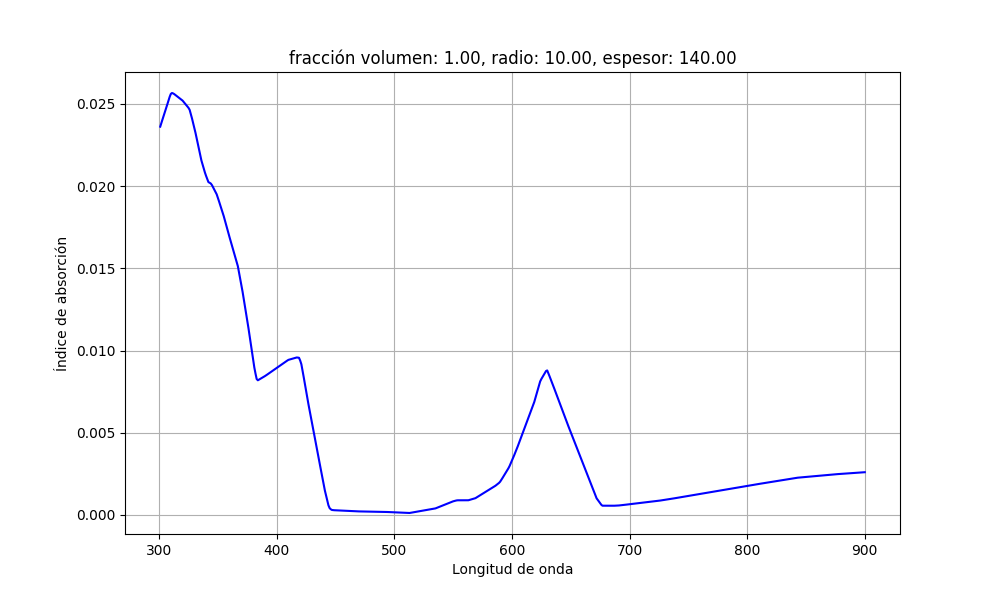 fracción volumen: 1.00, radio: 10.00, espesor: 140.00
Índice de absorción
0.025
0.020
0.015
0.010
0.005
0.000
300 400 500 600 700 800 900
Longitud de onda